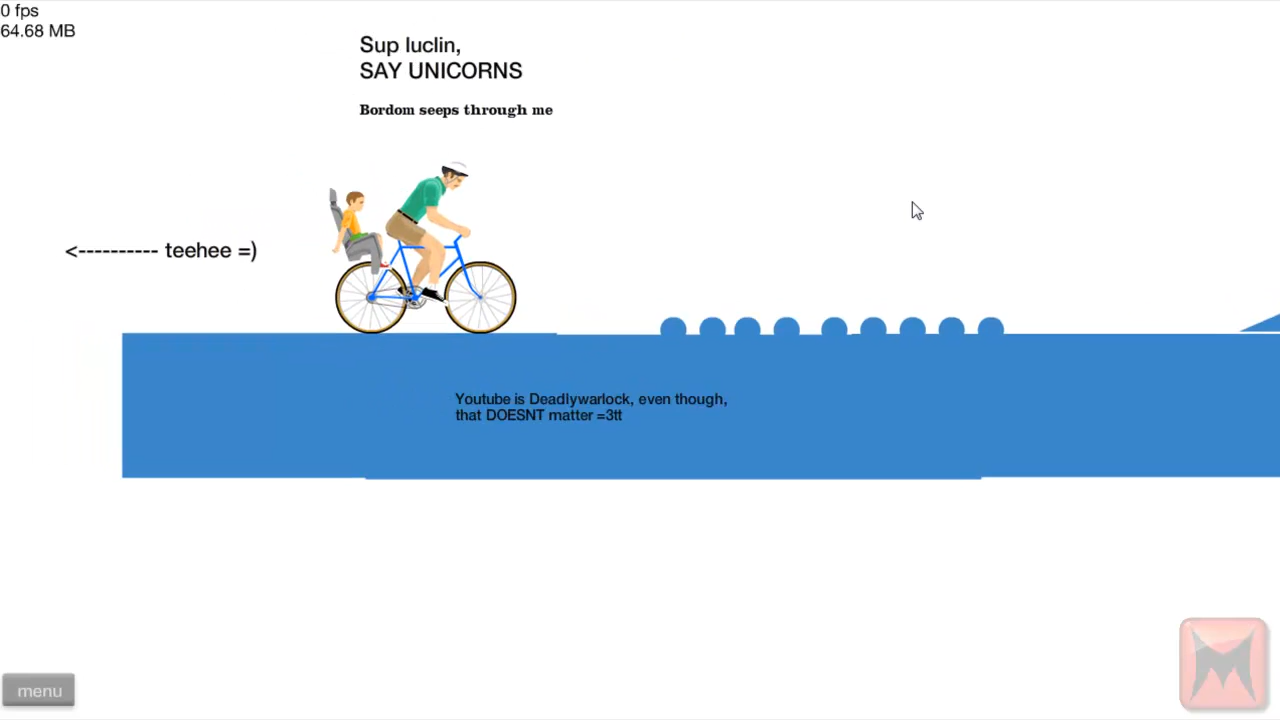 0 fps
64.68 MB
Sup luclin,
SAY UNICORNS
Bordom seeps through me
<---------- teehee =)
Youtube is Deadlywarlock, even though,
that DOESNT matter =3tt
menu